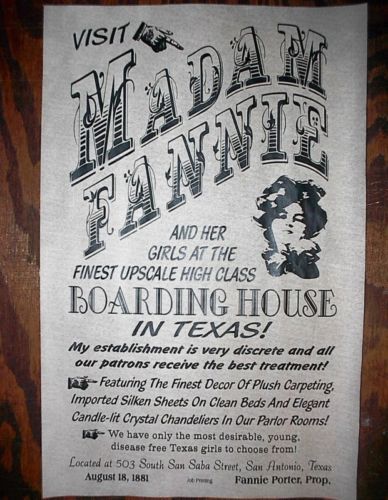 VISIT
MADAM
FANNIE
AND HER
GIRLS AT THE
FINEST UPSCALE HIGH CLASS
BOARDING HOUSE
IN TEXAS!
My establishment is very discrete and all
our patrons receive the best treatment!
Featuring The Finest Decor Of Plush Carpeting,
Imported Silken Sheets On Clean Beds And Elegant
Candle-lit Crystal Chandeliers In Our Parlor Rooms!
We have only the most desirable, young,
disease free Texas girls to choose from!
Located at 503 South San Saba Street, San Antonio, Texas
August 18, 1881 Job Printing Fannie Porter, Prop.